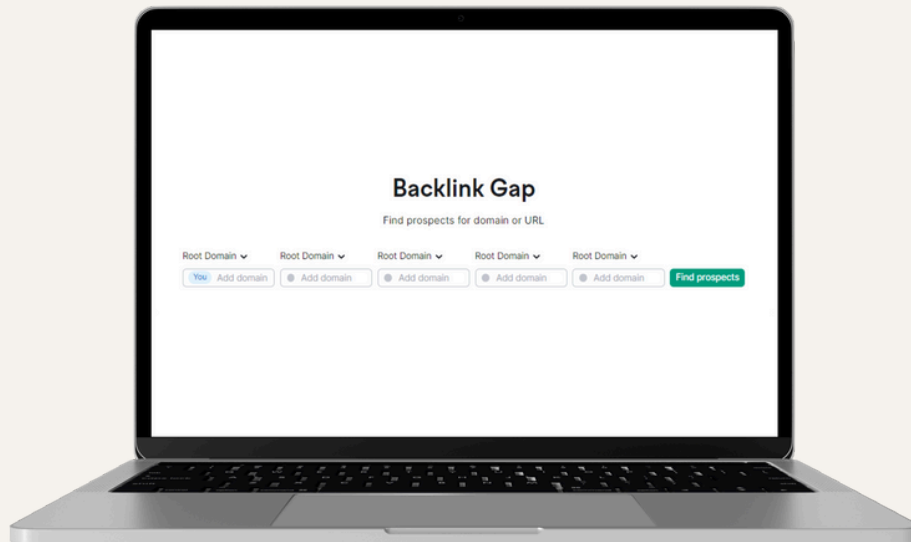 Backlink Gap
Find prospects for domain or URL
Root Domain Root Domain Root Domain Root Domain Root Domain
You Add domain Add domain Add domain Add domain Add domain Find prospects